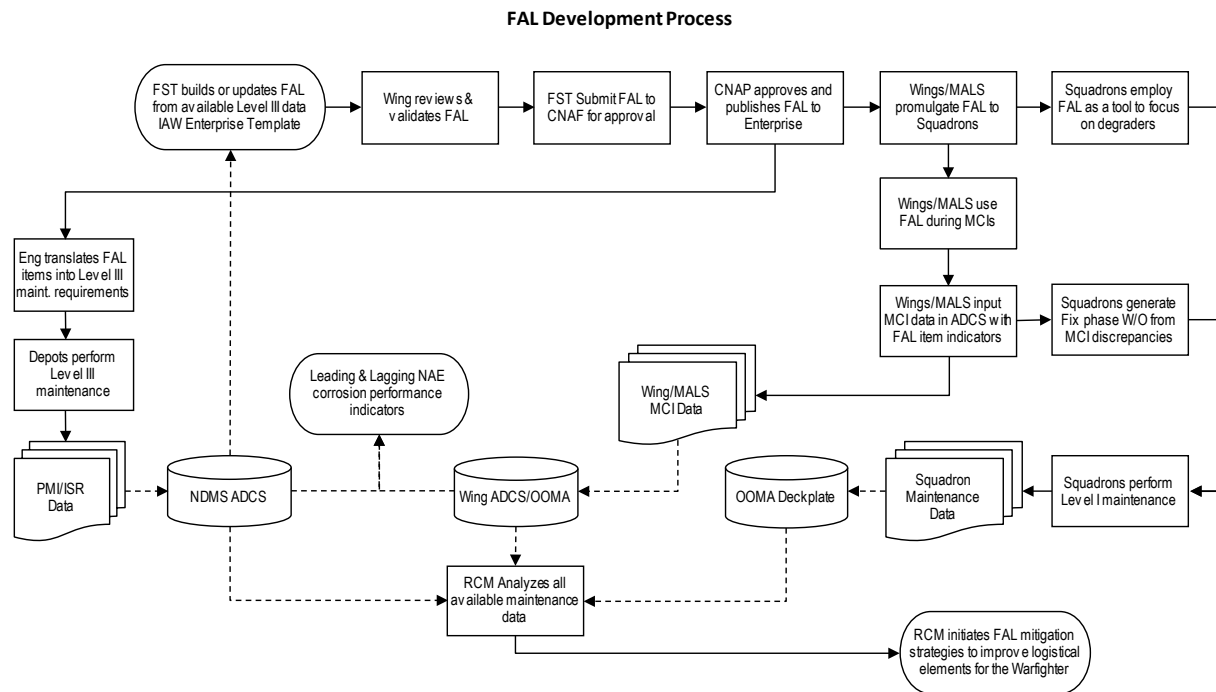 FAL Development Process
FST builds or updates FAL
from available Level III data
IAW Enterprise Template
Wing reviews &
validates FAL
FST Submit FAL to
CNAF for approval
CNAP approves and
publishes FAL to
Enterprise
Wings/MALS
promulgate FAL to
Squadrons
Squadrons employ
FAL as a tool to focus
on degraders
Wings/MALS use
FAL during MCIs
Eng translates FAL
items into Level III
maint. requirements
Wings/MALS input
MCI data in ADCS with
FAL item indicators
Squadrons generate
Fix phase W/O from
MCI discrepancies
Depots perform
Level III
maintenance
Leading & Lagging NAE
corrosion performance
indicators
Wing/MALS
MCI Data
PMI/ISR
Data
NDMS ADCS
Wing ADCS/OOMA
OOMA Deckplate
Squadron
Maintenance
Data
Squadrons perform
Level I maintenance
RCM Analyzes all
available maintenance
data
RCM initiates FAL mitigation
strategies to improve logistical
elements for the Warfighter